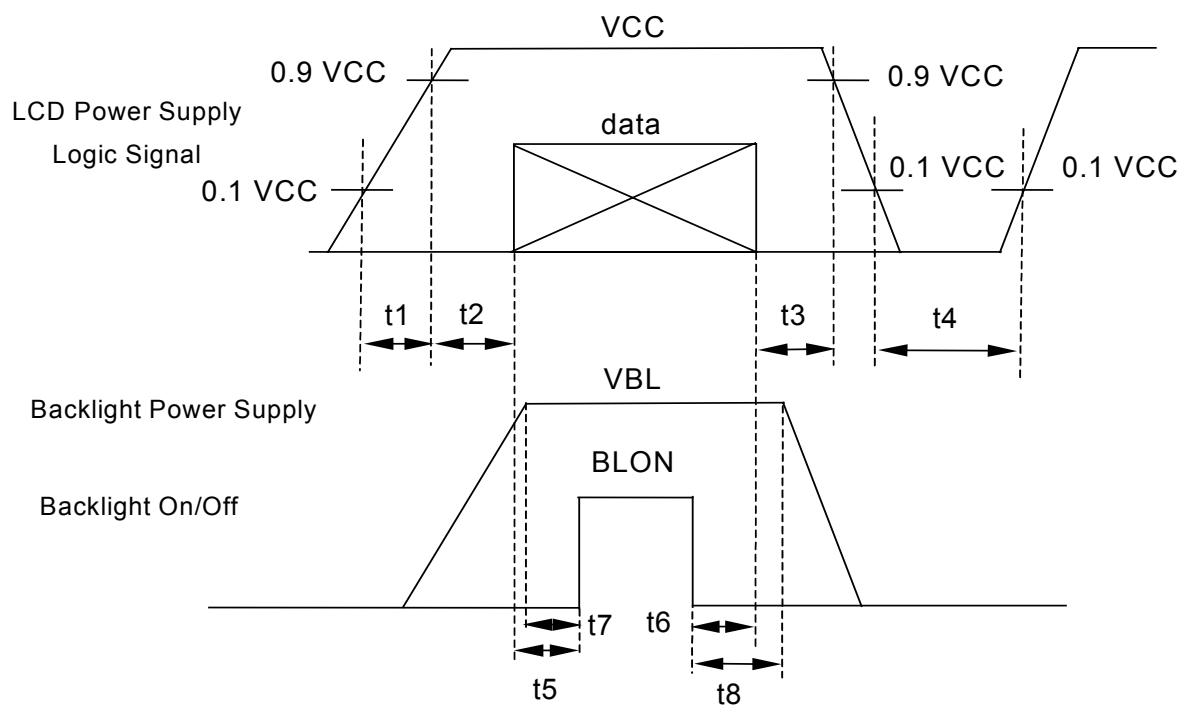 VCC
0.9 VCC
0.9 VCC
LCD Power Supply
data
Logic Signal
0.1 VCC
0.1 VCC
0.1 VCC
t1
t2
t3
t4
VBL
Backlight Power Supply
BLON
Backlight On/Off
t7
t6
t5
t8